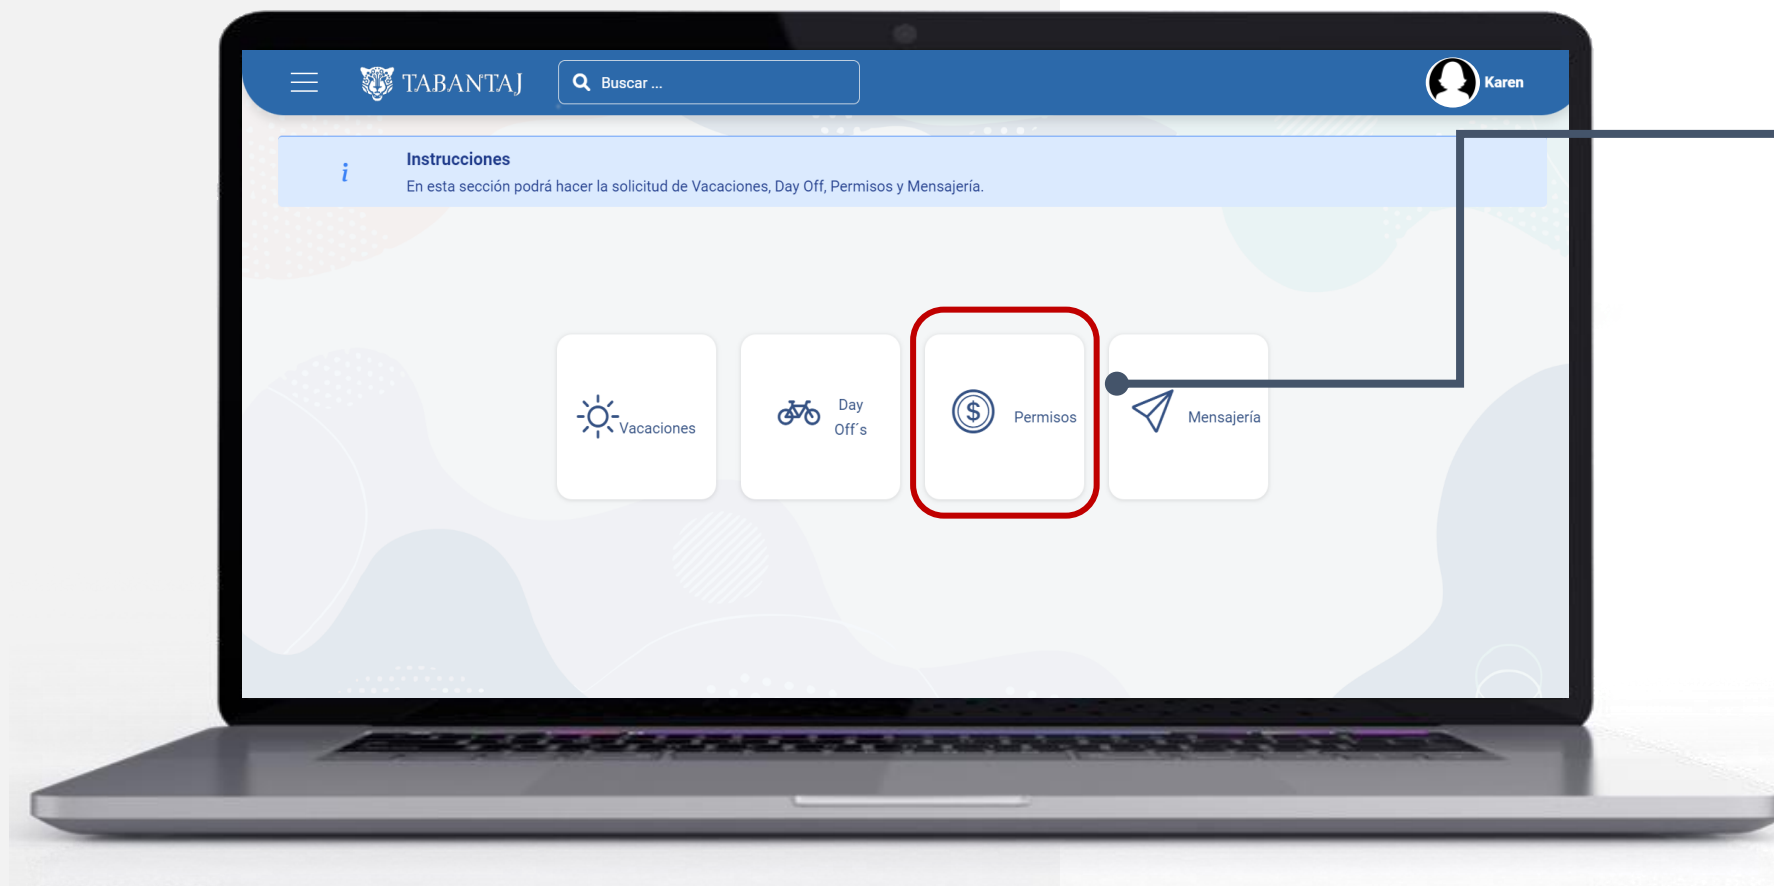 TABANTAJ
Buscar ...
Karen
i
Instrucciones
En esta sección podrá hacer la solicitud de Vacaciones, Day Off, Permisos y Mensajería.
Vacaciones
Day
Off´s
$
Permisos
Mensajería